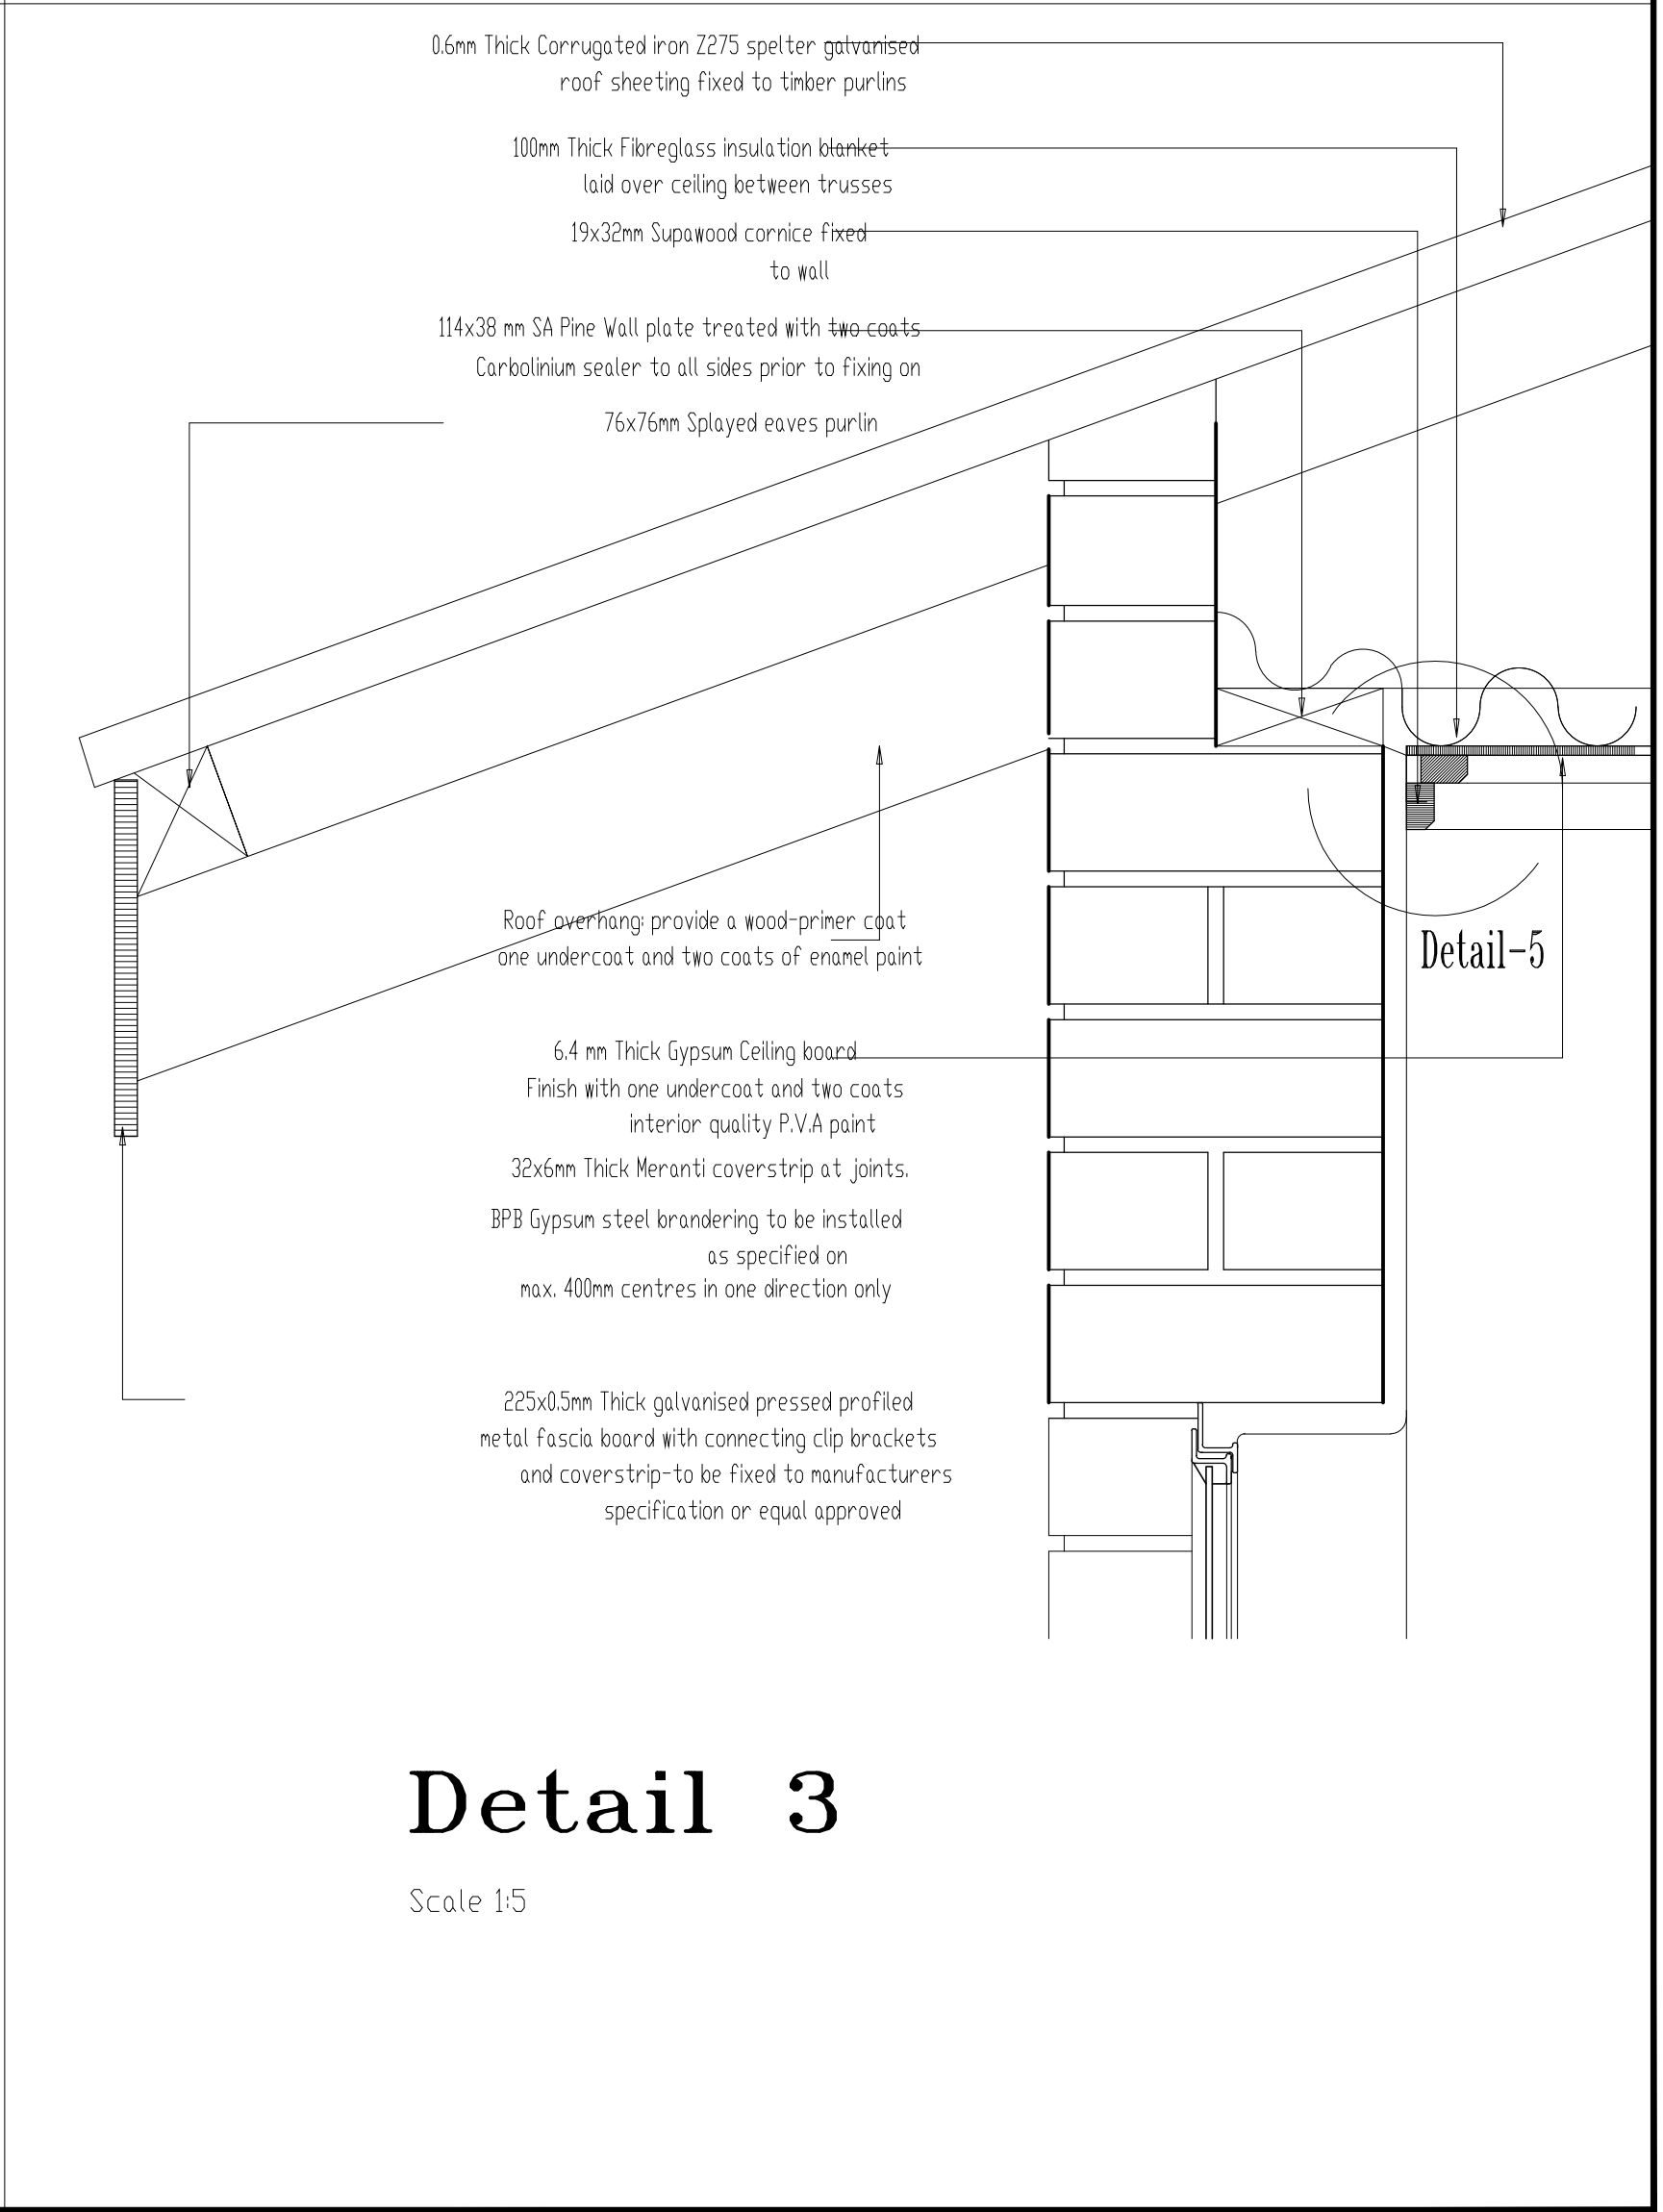 0.6mm Thick Corrugated iron Z275 spelter galvanised
roof sheeting fixed to timber purlins
100mm Thick Fibreglass insulation blanket
laid over ceiling between trusses
19x32mm Supawood cornice fixed
to wall
114x38 mm SA Pine Wall plate treated with two coats
Carbolinium sealer to all sides prior to fixing on
76x76mm Splayed eaves purlin
Roof overhang: provide a wood-primer coat
one undercoat and two coats of enamel paint
Detail-5
6.4 mm Thick Gypsum Ceiling board
Finish with one undercoat and two coats
interior quality P.V.A paint
32x6mm Thick Meranti coverstrip at joints.
BPB Gypsum steel brandering to be installed
as specified on
max. 400mm centres in one direction only
225x0.5mm Thick galvanised pressed profiled
metal fascia board with connecting clip brackets
and coverstrip-to be fixed to manufacturers
specification or equal approved
Detail 3
Scale 1:5